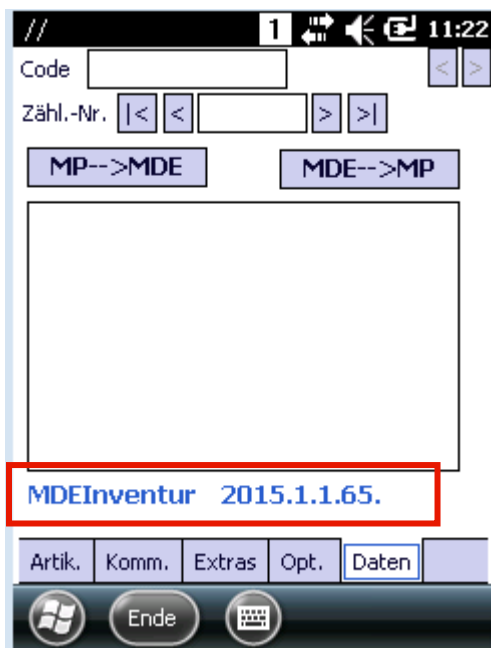 // 1 11:22
Code < >
Zähl.-Nr. |< < > >|
MP-->MDE MDE-->MP
MDEInventur 2015.1.1.65.
Artik. Komm. Extras Opt. Daten
Ende